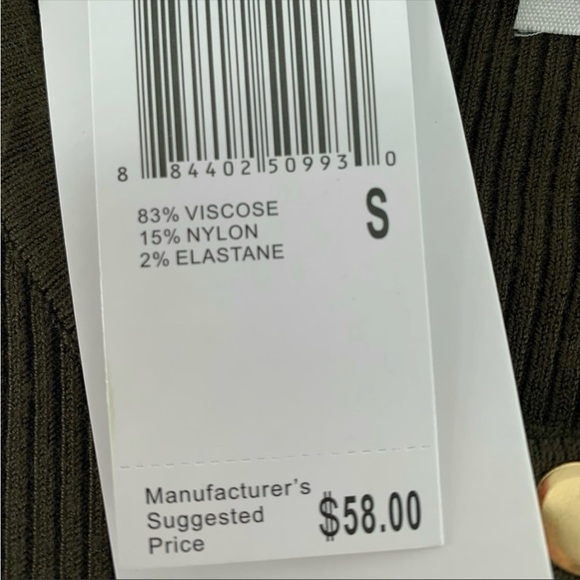 8 84402 50993 0
83% VISCOSE
15% NYLON
2% ELASTANE
S
Manufacturer's
Suggested
Price
$58.00